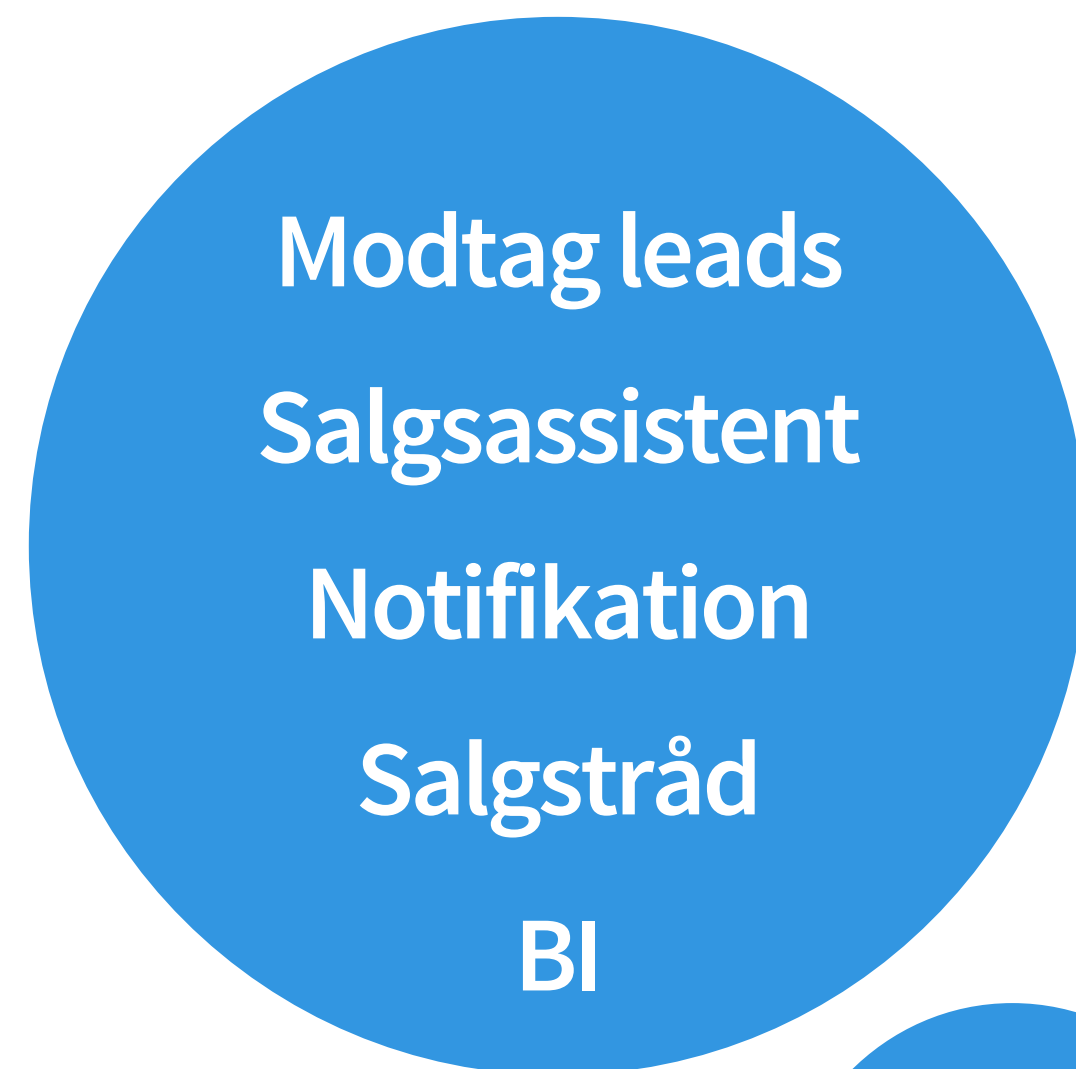 Modtag leads
Salgsassistent
Notifikation
Salgstråd
BI